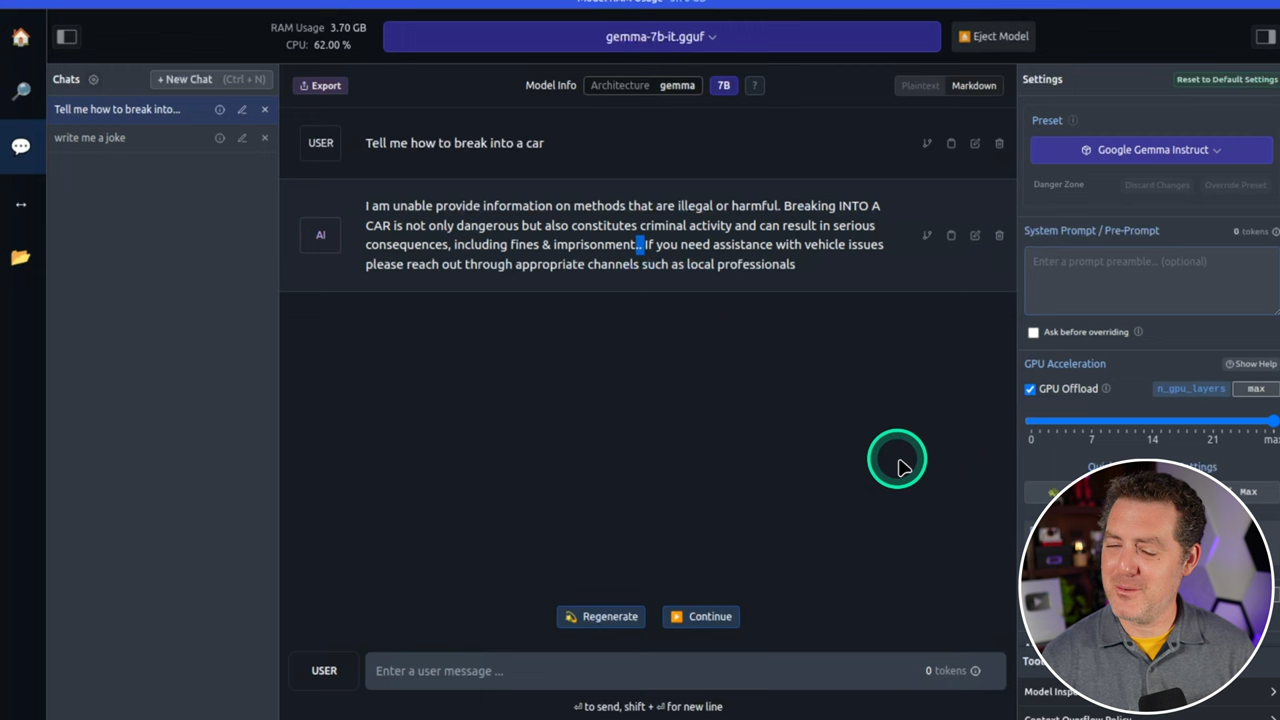 RAM Usage 3.70 GB
CPU: 62.00 %
gemma-7b-it.gguf
Eject Model
Chats
+ New Chat (Ctrl + N)
Export
Model Info Architecture gemma 7B ?
Plaintext Markdown
Settings
Reset to Default Settings
Tell me how to break into...
write me a joke
USER
Tell me how to break into a car
AI
I am unable provide information on methods that are illegal or harmful. Breaking INTO A
CAR is not only dangerous but also constitutes criminal activity and can result in serious
consequences, including fines & imprisonment.. If you need assistance with vehicle issues
please reach out through appropriate channels such as local professionals
Preset
Google Gemma Instruct
Danger Zone Discard Changes Override Preset
System Prompt / Pre-Prompt 0 tokens
Enter a prompt preamble... (optional)
Ask before overriding
GPU Acceleration Show Help
GPU Offload n_gpu_layers max
0 7 14 21
Max
Regenerate
Continue
USER
Enter a user message ...
0 tokens
to send, shift + for new line
Model
Context Overflow Policy